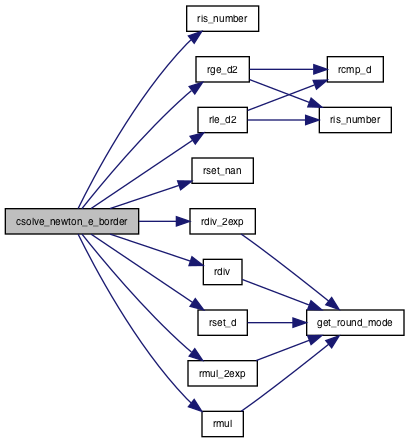 ris_number
rge_d2
rcmp_d
rle_d2
ris_number
rset_nan
csolve_newton_e_border
rdiv_2exp
rdiv
rset_d
get_round_mode
rmul_2exp
rmul